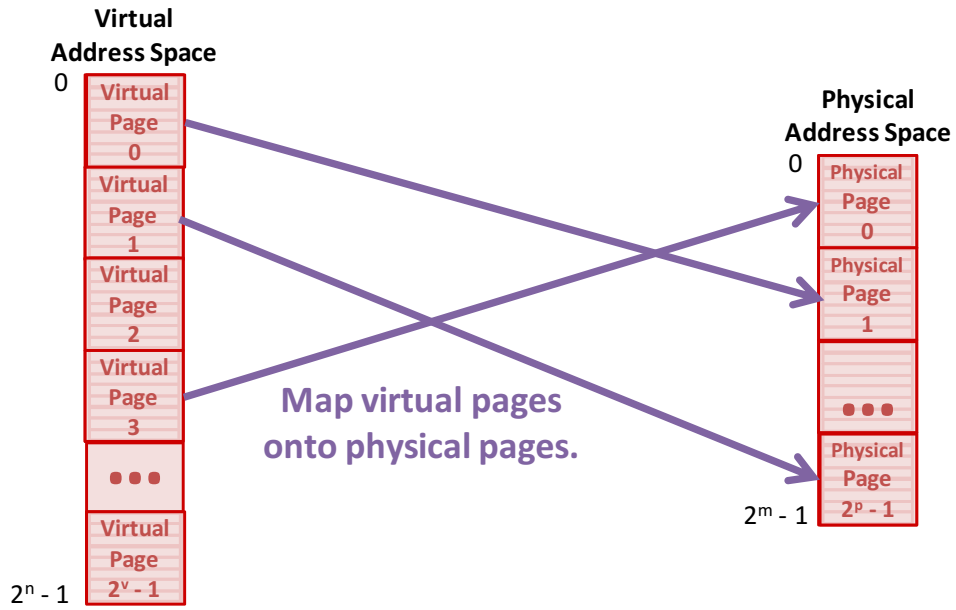 Virtual
Address Space
0
Virtual
Page
0
Virtual
Page
1
Virtual
Page
2
Virtual
Page
3
...
Virtual
Page
2ᵛ - 1
2ⁿ - 1
Map virtual pages
onto physical pages.
Physical
Address Space
0
Physical
Page
0
Physical
Page
1
...
Physical
Page
2ᵖ - 1
2ᵐ - 1